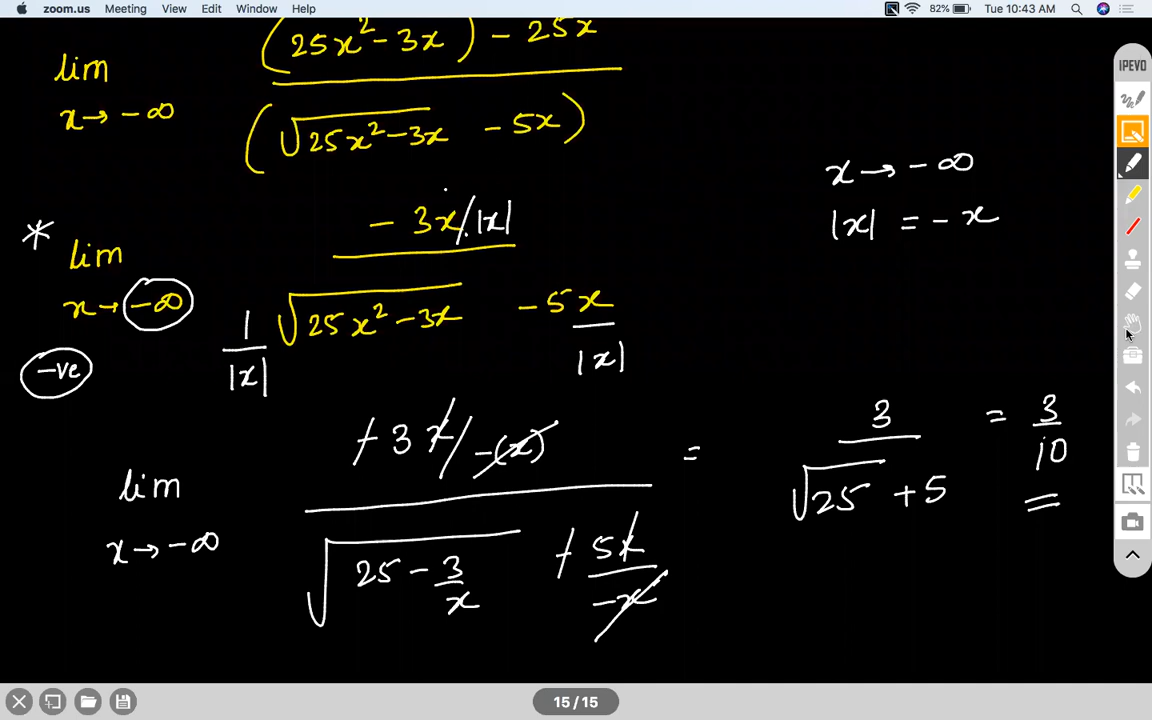 zoom.us Meeting View Edit Window Help 82% Tue 10:43 AM
IPEVO
(25x² - 3x) - 25x
lim
x → -∞
(√25x² - 3x - 5x)
x → -∞
|x| = - x
*
- 3x/|x|
lim
x → -∞
√25x² - 3x - 5x
1
|x|
|x|
-ve
+ 3x/-(x)
lim
x → -∞
√25 - 3/x + 5x/-x
=
3
√25 + 5
= 3/10
15 / 15